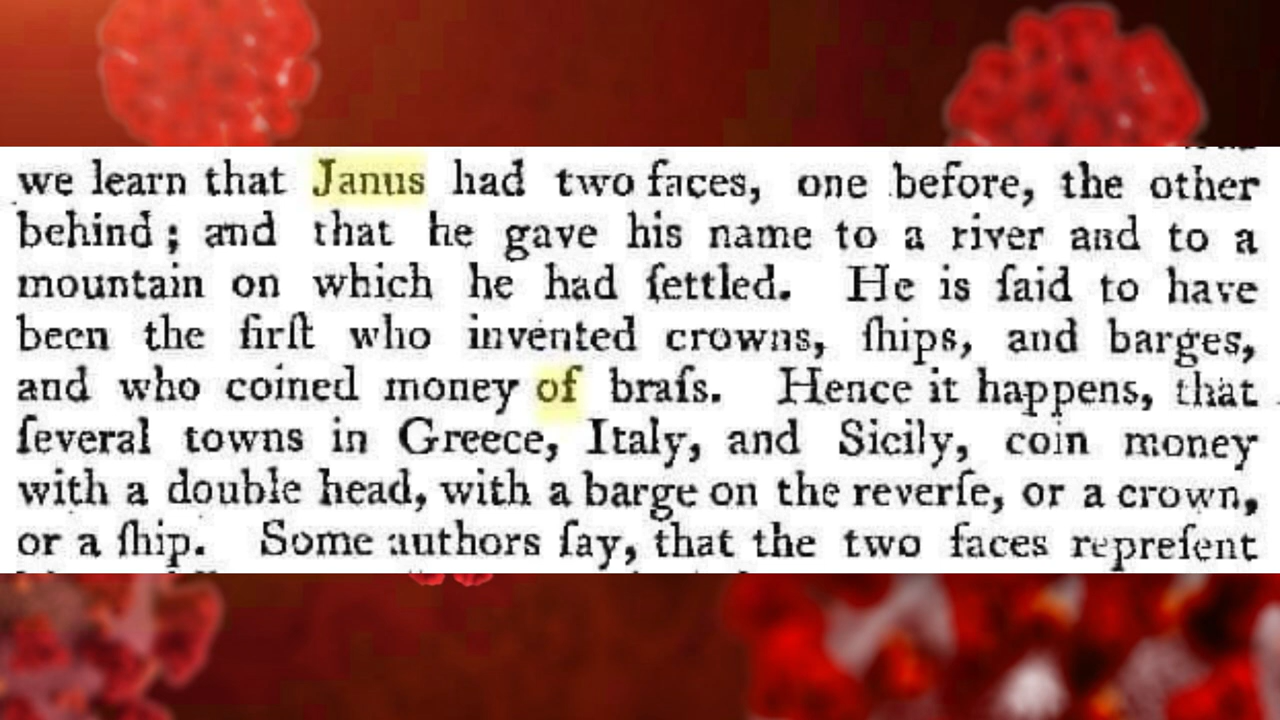 we learn that Janus had two faces, one before, the other
behind; and that he gave his name to a river and to a
mountain on which he had ſettled. He is ſaid to have
been the firſt who invented crowns, ſhips, and barges,
and who coined money of braſs. Hence it happens, that
ſeveral towns in Greece, Italy, and Sicily, coin money
with a double head, with a barge on the reverſe, or a crown,
or a ſhip. Some authors ſay, that the two faces repreſent